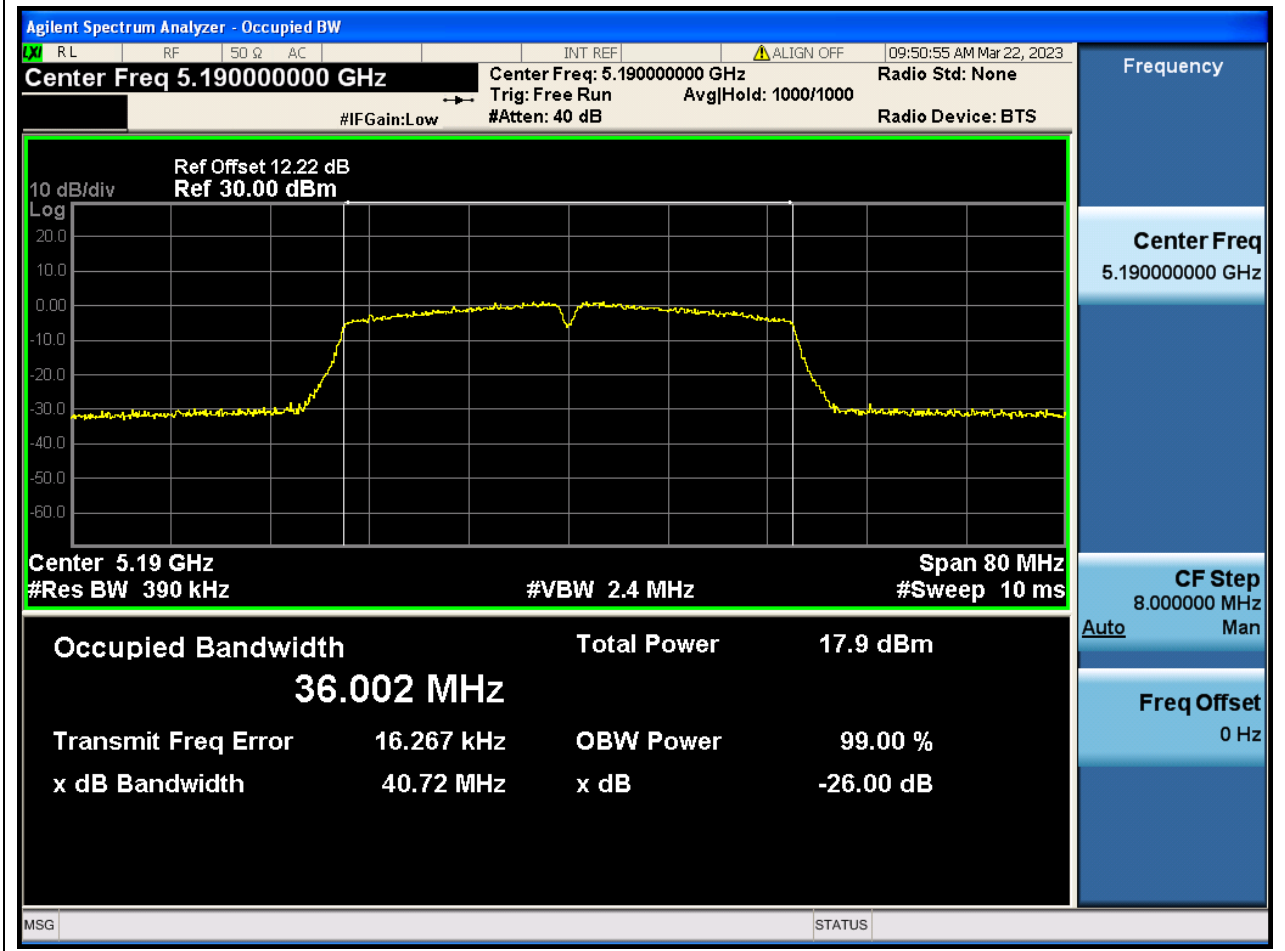 Agilent Spectrum Analyzer - Occupied BW
LXI RL RF 50 Ω AC INT REF ALIGN OFF 09:50:55 AM Mar 22, 2023
Center Freq 5.190000000 GHz
Center Freq: 5.190000000 GHz
Radio Std: None
Trig: Free Run Avg|Hold: 1000/1000
#IFGain:Low #Atten: 40 dB Radio Device: BTS
Ref Offset 12.22 dB
10 dB/div Ref 30.00 dBm
Log
20.0
10.0
0.00
-10.0
-20.0
-30.0
-40.0
-50.0
-60.0
Center 5.19 GHz Span 80 MHz
#Res BW 390 kHz #VBW 2.4 MHz #Sweep 10 ms
Occupied Bandwidth Total Power 17.9 dBm
36.002 MHz
Transmit Freq Error 16.267 kHz OBW Power 99.00 %
x dB Bandwidth 40.72 MHz x dB -26.00 dB
MSG STATUS
Frequency
Center Freq
5.190000000 GHz
CF Step
8.000000 MHz
Auto Man
Freq Offset
0 Hz